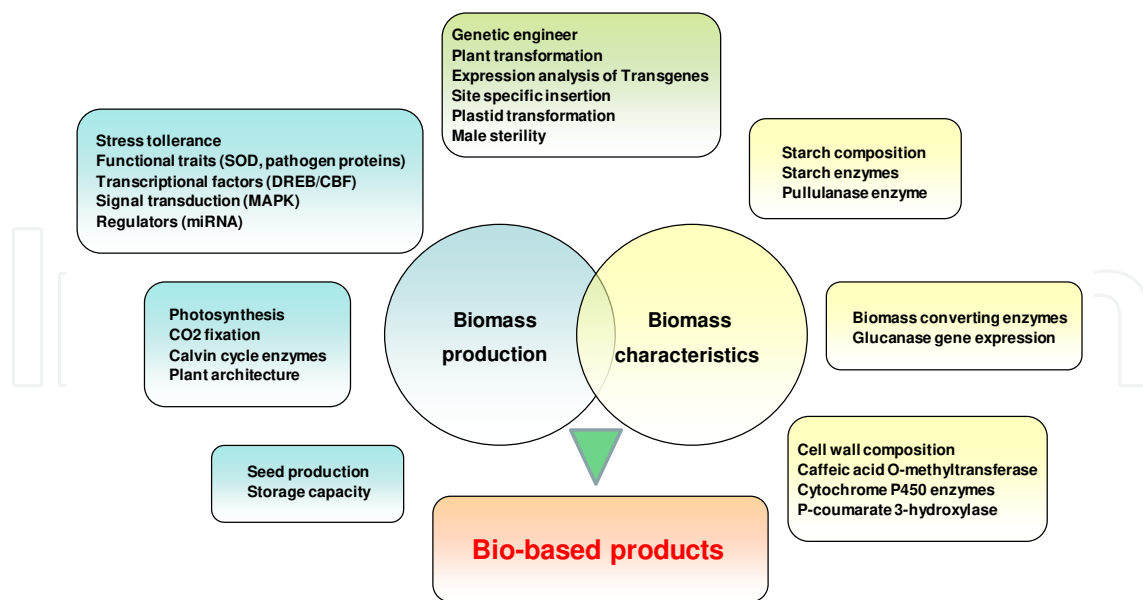 Genetic engineer
Plant transformation
Expression analysis of Transgenes
Site specific insertion
Plastid transformation
Male sterility
Stress tollerance
Functional traits (SOD, pathogen proteins)
Transcriptional factors (DREB/CBF)
Signal transduction (MAPK)
Regulators (miRNA)
Starch composition
Starch enzymes
Pullulanase enzyme
Photosynthesis
CO2 fixation
Calvin cycle enzymes
Plant architecture
Biomass
production
Biomass
characteristics
Biomass converting enzymes
Glucanase gene expression
Seed production
Storage capacity
Cell wall composition
Caffeic acid O-methyltransferase
Cytochrome P450 enzymes
P-coumarate 3-hydroxylase
Bio-based products